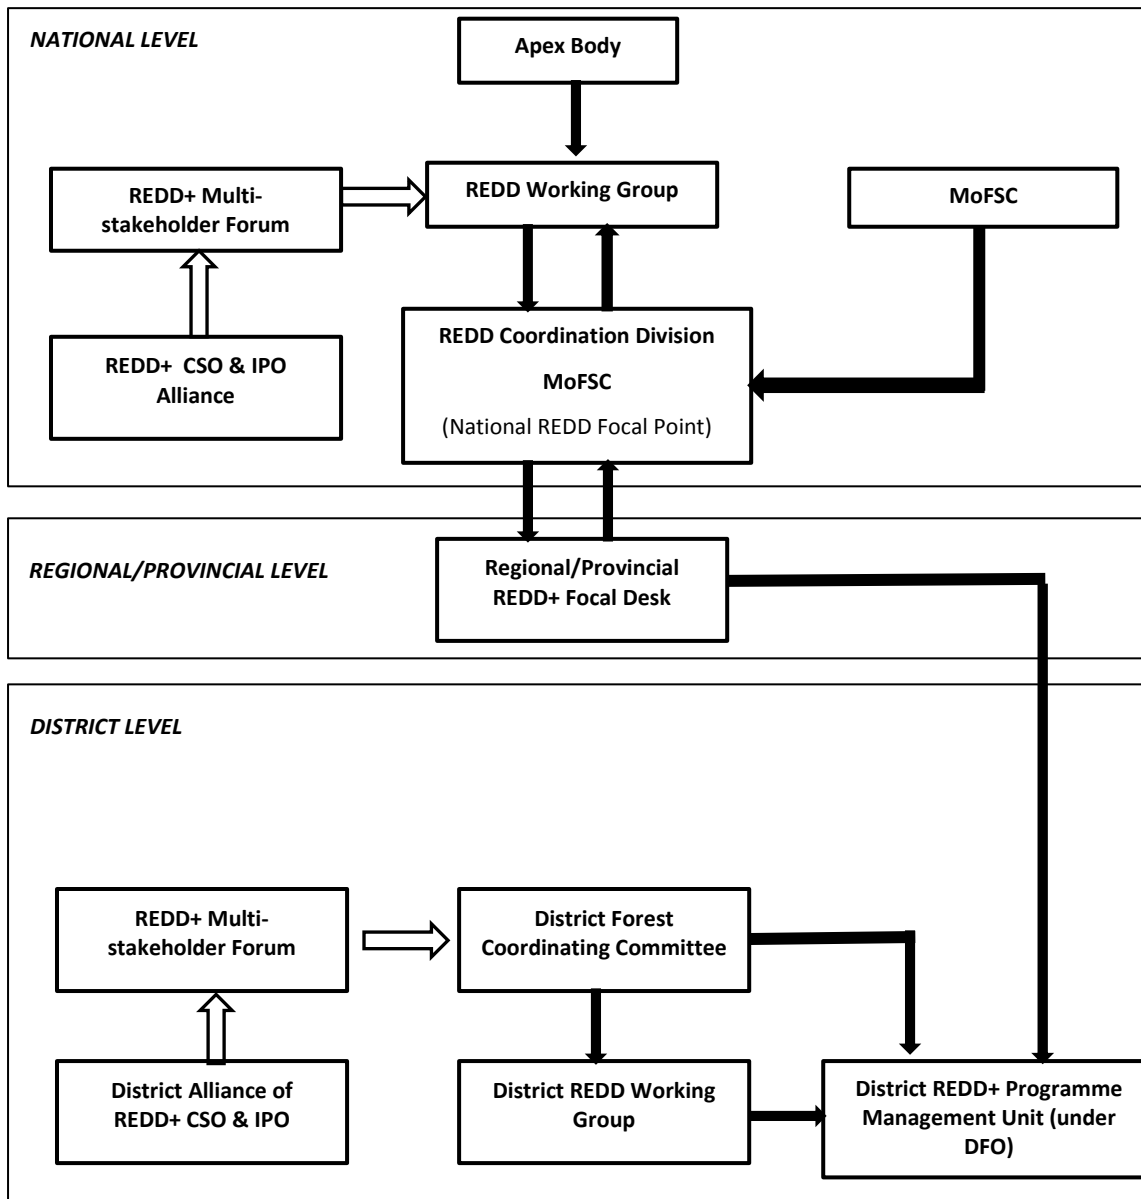 NATIONAL LEVEL
Apex Body
REDD+ Multi-
stakeholder Forum
REDD Working Group
MoFSC
REDD+ CSO & IPO
Alliance
REDD Coordination Division
MoFSC
(National REDD Focal Point)
REGIONAL/PROVINCIAL LEVEL
Regional/Provincial
REDD+ Focal Desk
DISTRICT LEVEL
REDD+ Multi-
stakeholder Forum
District Forest
Coordinating Committee
District Alliance of
REDD+ CSO & IPO
District REDD Working
Group
District REDD+ Programme
Management Unit (under
DFO)